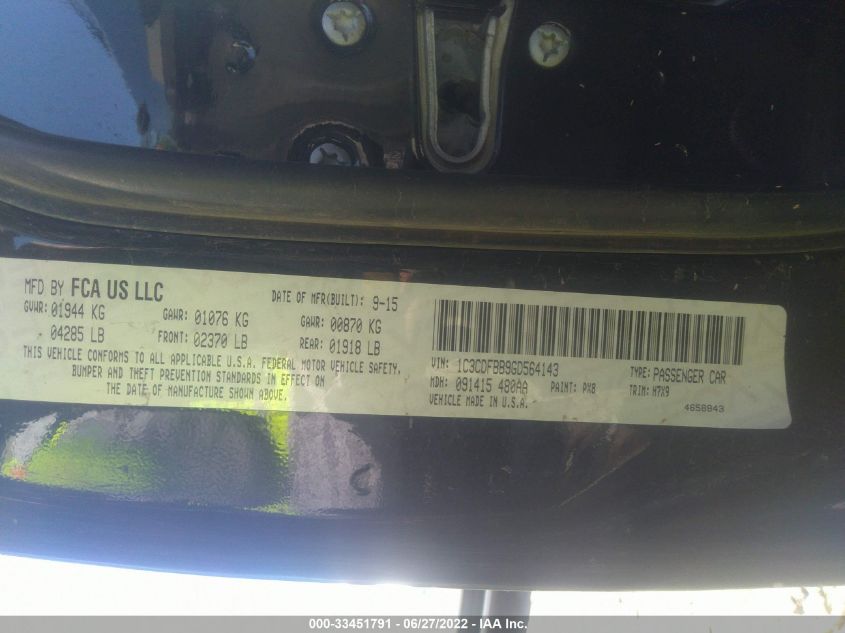 MFD BY FCA US LLC
DATE OF MFR(BUILT): 9-15
GVWR: 01944 KG
GAWR: 01076 KG
GAWR: 00870 KG
04285 LB
FRONT: 02370 LB
REAR: 01918 LB
THIS VEHICLE CONFORMS TO ALL APPLICABLE U.S.A. FEDERAL MOTOR VEHICLE SAFETY,
BUMPER AND THEFT PREVENTION STANDARDS IN EFFECT ON
THE DATE OF MANUFACTURE SHOWN ABOVE.
VIN: 1C3CDFBB9GD564143
TYPE: PASSENGER CAR
MDH: 091415 480AA
PAINT: PX8
TRIM: H7X9
VEHICLE MADE IN U.S.A.
4658843
000-33451791 - 06/27/2022 - IAA Inc.